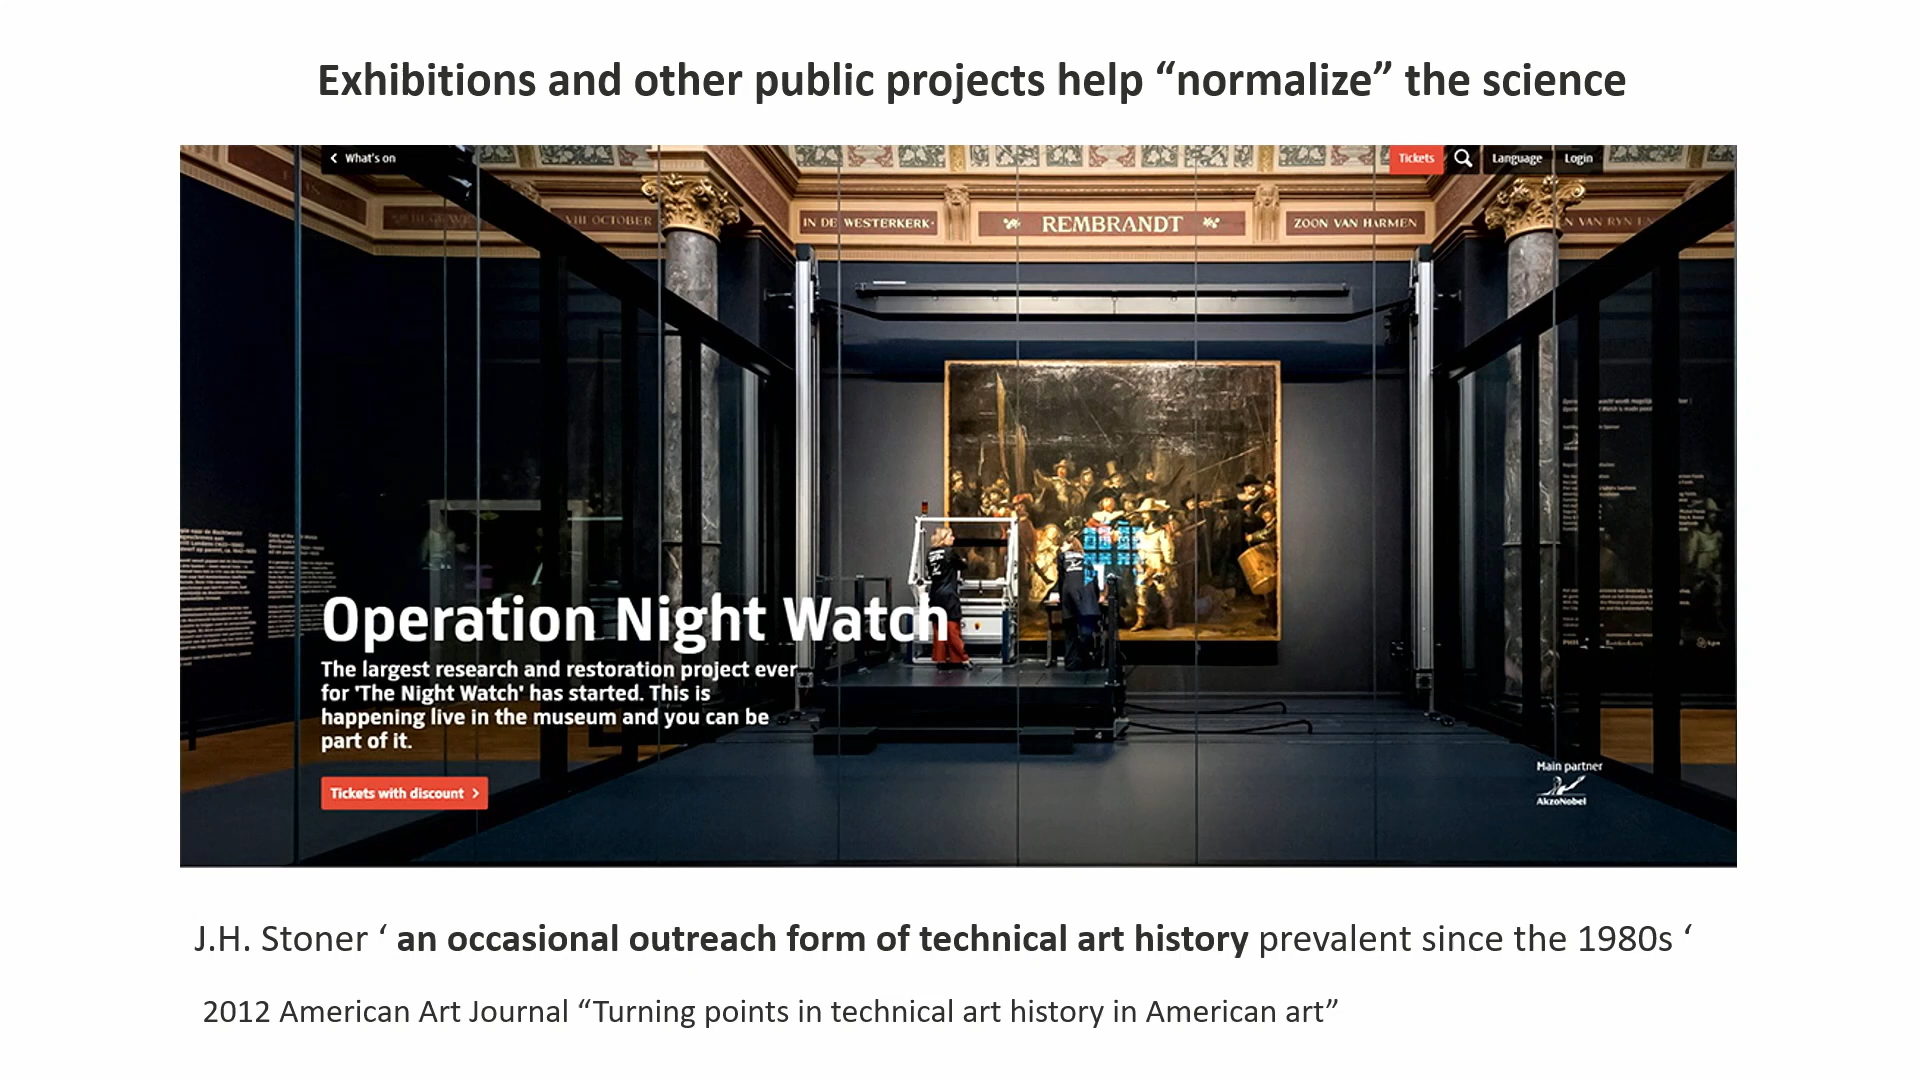 Exhibitions and other public projects help “normalize” the science
What's on
Tickets
Language
Login
VIII OCTOBER
IN DE WESTERKERK·
REMBRANDT
ZOON VAN HARMEN
N VAN RYN EN
Operation Night Watch
The largest research and restoration project ever
for 'The Night Watch' has started. This is
happening live in the museum and you can be
part of it.
Tickets with discount
Main partner
AkzoNobel
J.H. Stoner ‘ an occasional outreach form of technical art history prevalent since the 1980s ‘
2012 American Art Journal “Turning points in technical art history in American art”